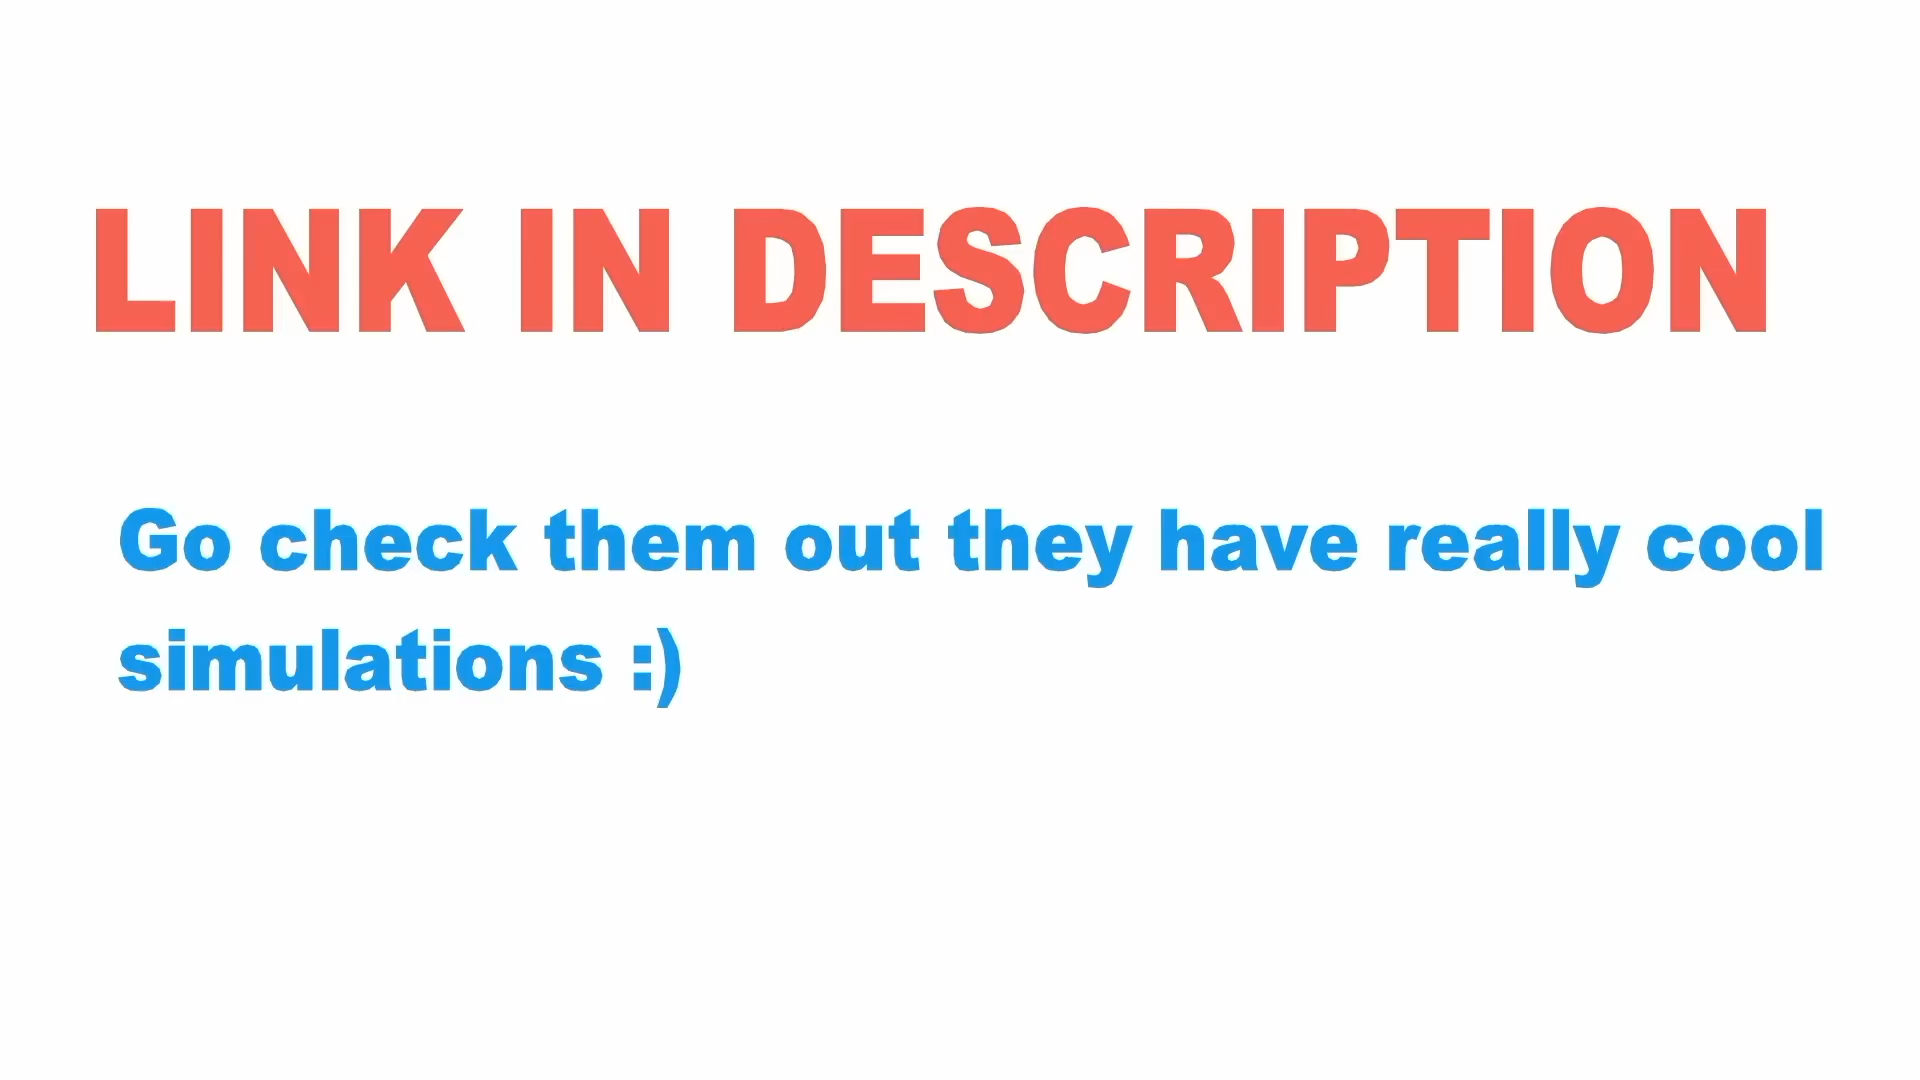 LINK IN DESCRIPTION
Go check them out they have really cool
simulations :)